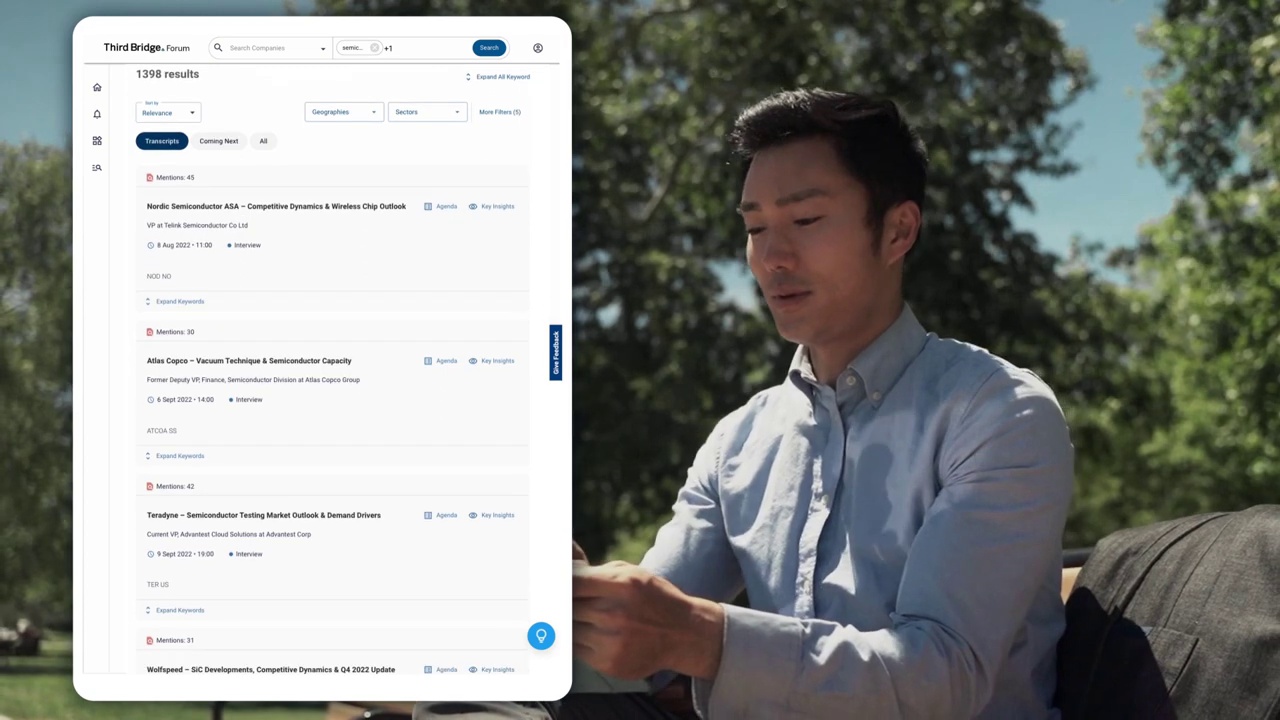 Third Bridge. Forum
Search Companies
semic...
+1
Search
1398 results
Expand All Keyword
Sort by
Relevance
Geographies
Sectors
More Filters (5)
Transcripts
Coming Next
All
Mentions: 45
Nordic Semiconductor ASA – Competitive Dynamics & Wireless Chip Outlook
Agenda
Key Insights
VP at Telink Semiconductor Co Ltd
8 Aug 2022 • 11:00
Interview
NOD NO
Expand Keywords
Mentions: 30
Atlas Copco – Vacuum Technique & Semiconductor Capacity
Agenda
Key Insights
Former Deputy VP, Finance, Semiconductor Division at Atlas Copco Group
6 Sept 2022 • 14:00
Interview
ATCOA SS
Expand Keywords
Give Feedback
Mentions: 42
Teradyne – Semiconductor Testing Market Outlook & Demand Drivers
Agenda
Key Insights
Current VP, Advantest Cloud Solutions at Advantest Corp
9 Sept 2022 • 19:00
Interview
TER US
Expand Keywords
Mentions: 31
Wolfspeed – SiC Developments, Competitive Dynamics & Q4 2022 Update
Agenda
Key Insights